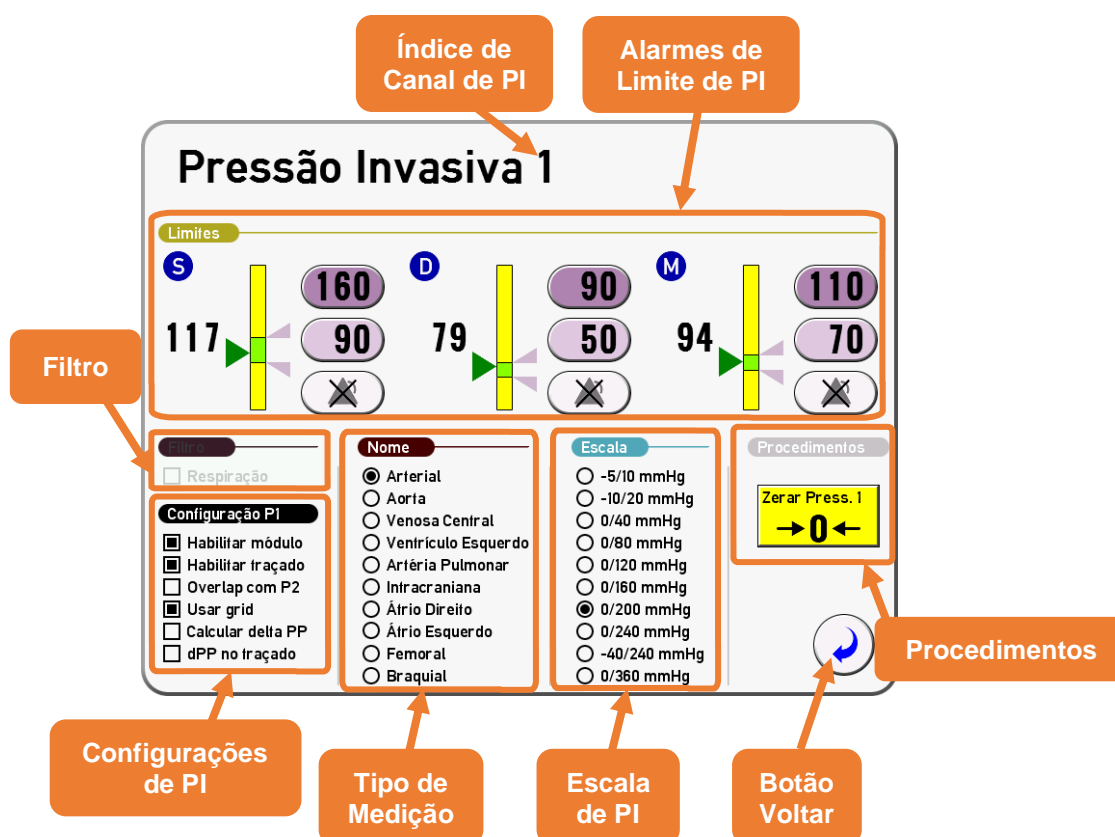 Índice de
Canal de PI
Alarmes de
Limite de PI
Pressão Invasiva 1
Limites
S
D
M
160
90
110
117
90
79
50
94
70
Filtro
Filtro
Respiração
Configuração P1
Habilitar módulo
Habilitar traçado
Overlap com P2
Usar grid
Calcular delta PP
dPP no traçado
Nome
Arterial
Aorta
Venosa Central
Ventrículo Esquerdo
Artéria Pulmonar
Intracraniana
Átrio Direito
Átrio Esquerdo
Femoral
Braquial
Escala
-5/10 mmHg
-10/20 mmHg
0/40 mmHg
0/80 mmHg
0/120 mmHg
0/160 mmHg
0/200 mmHg
0/240 mmHg
-40/240 mmHg
0/360 mmHg
Procedimentos
Zerar Press. 1
→0←
Procedimentos
Configurações
de PI
Tipo de
Medição
Escala
de PI
Botão
Voltar